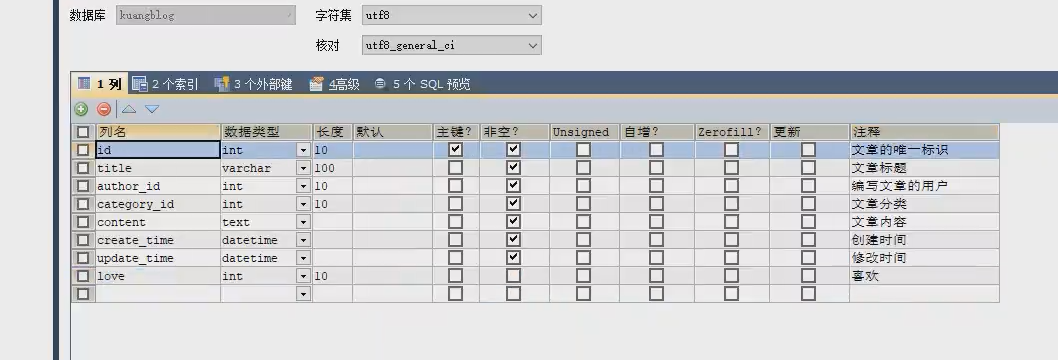 数据库 kuangblog 字符集 utf8
核对 utf8_general_ci
1 列 2 个索引 3 个外部键 4高级 5 个 SQL 预览
列名 数据类型 长度 默认 主键? 非空? Unsigned 自增? Zerofill? 更新 注释
id int 10 文章的唯一标识
title varchar 100 文章标题
author_id int 10 编写文章的用户
category_id int 10 文章分类
content text 文章内容
create_time datetime 创建时间
update_time datetime 修改时间
love int 10 喜欢